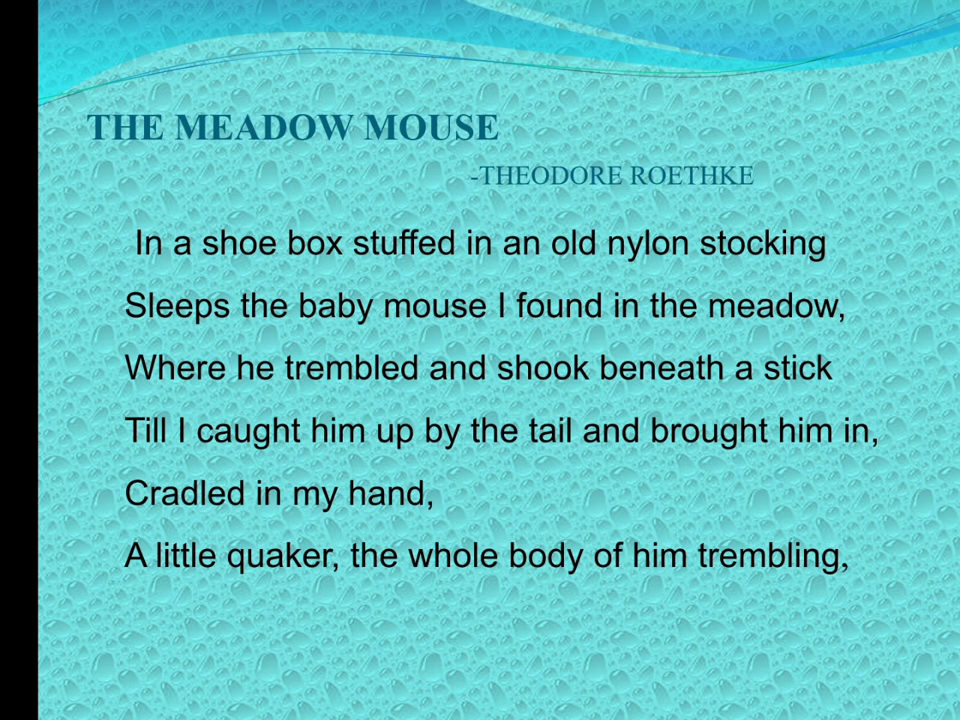 THE MEADOW MOUSE
-THEODORE ROETHKE
In a shoe box stuffed in an old nylon stocking
Sleeps the baby mouse I found in the meadow,
Where he trembled and shook beneath a stick
Till I caught him up by the tail and brought him in,
Cradled in my hand,
A little quaker, the whole body of him trembling,